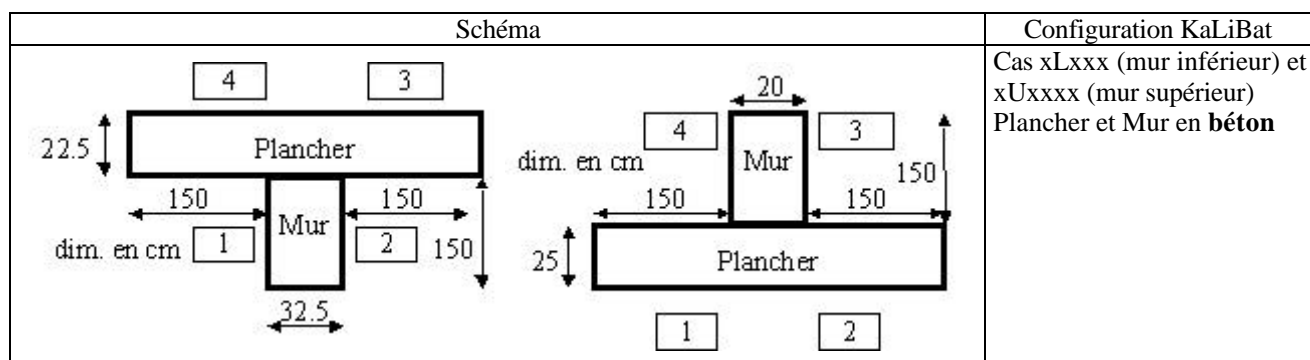 Schéma
Configuration KaLiBat
4
3
22.5
Plancher
150
150
Mur
dim. en cm
1
2
150
32.5
20
4
3
dim. en cm
Mur
150
150
150
25
Plancher
1
2
Cas xLxxx (mur inférieur) et
xUxxxx (mur supérieur)
Plancher et Mur en béton